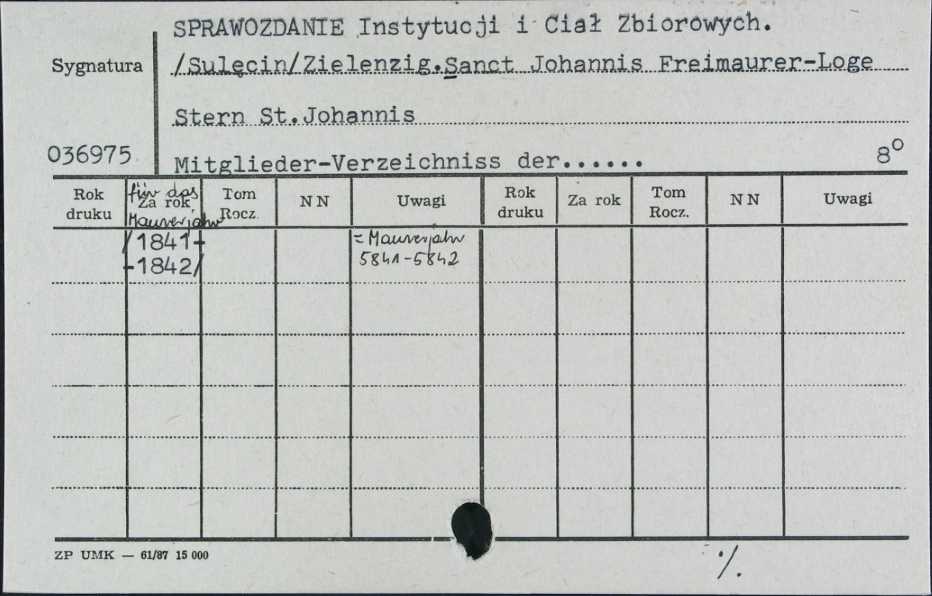 SPRAWOZDANIE Instytucji i Ciał Zbiorowych.
Sygnatura
/Sulęcin/Zielenzig.Sanct Johannis Freimaurer-Loge
Stern St.Johannis
036975
Mitglieder-Verzeichniss der......
8°
Rok druku
für das Maurerjahr
Za rok
Tom Rocz.
NN
Uwagi
Rok druku
Za rok
Tom Rocz.
NN
Uwagi
/1841-
-1842/
= Maurerjahr
5841-5842
ZP UMK — 61/87 15 000
./.